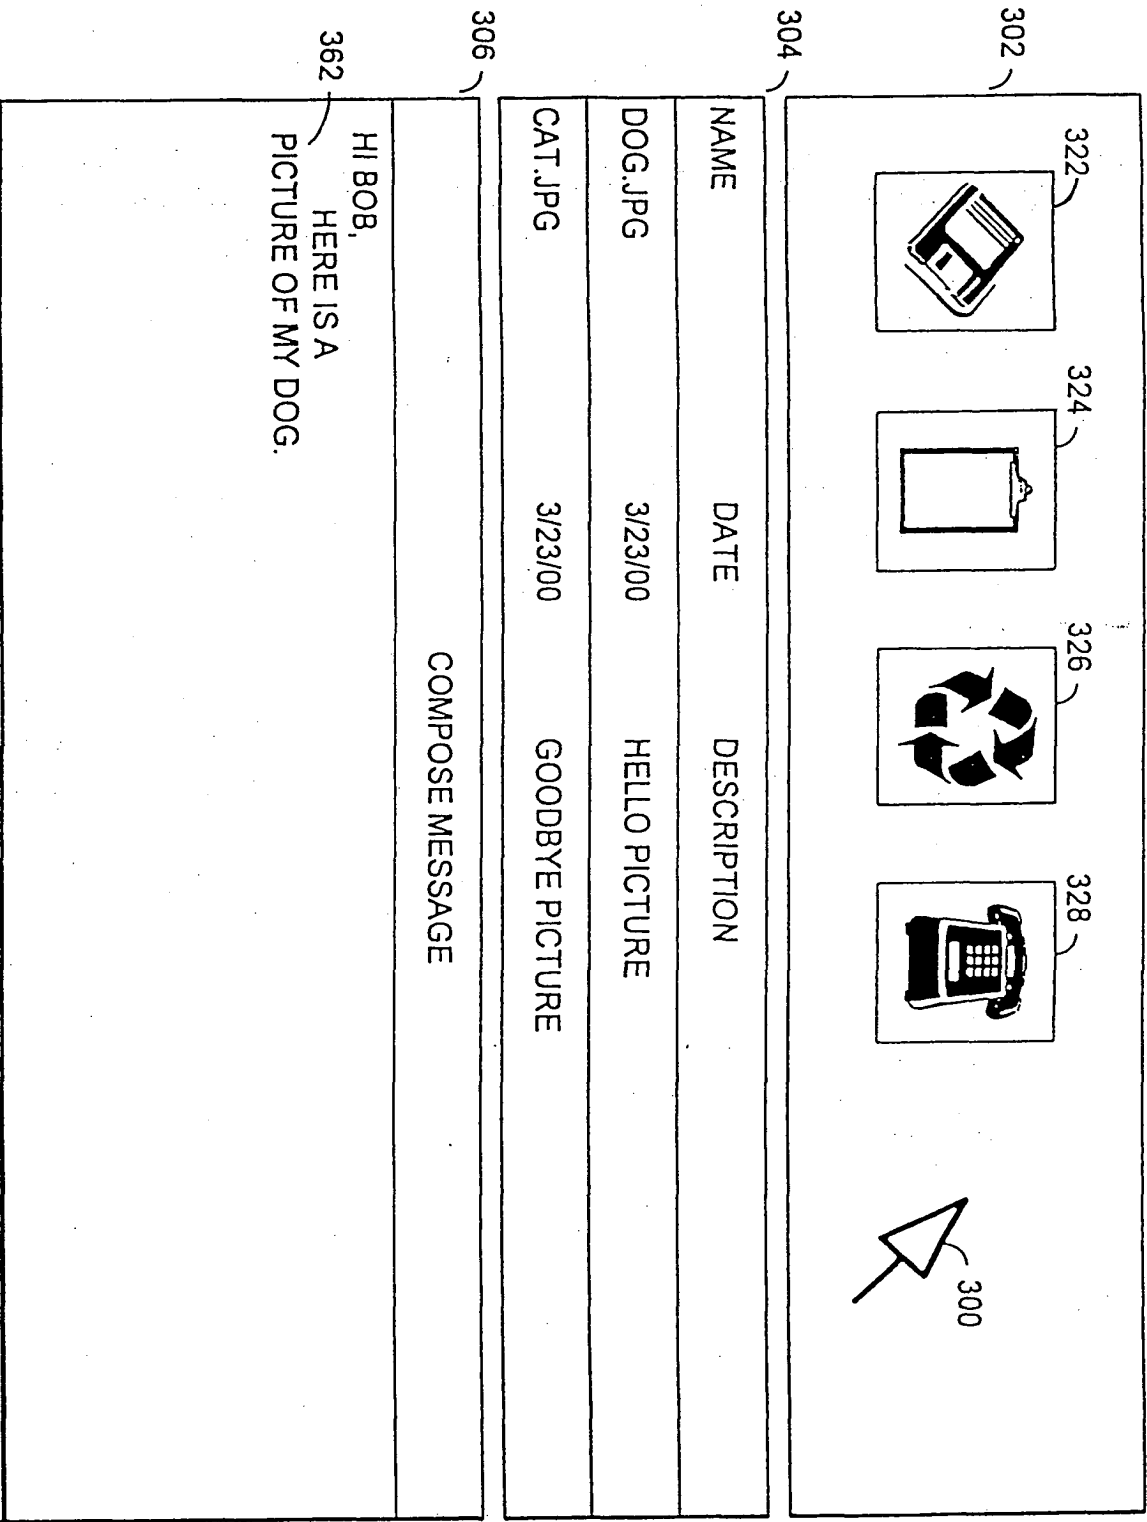 302
322
324
326
328
300
304
NAME DATE DESCRIPTION
DOG.JPG 3/23/00 HELLO PICTURE
CAT.JPG 3/23/00 GOODBYE PICTURE
306
COMPOSE MESSAGE
HI BOB,
HERE IS A
PICTURE OF MY DOG.
362